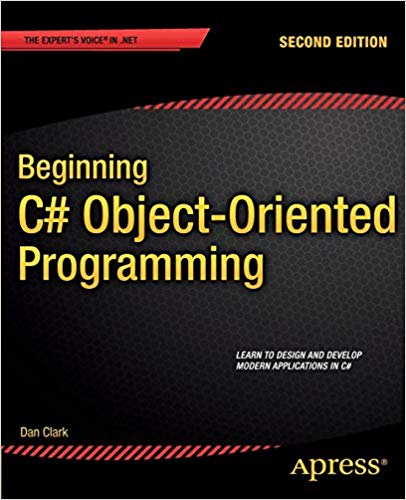 THE EXPERT'S VOICE® IN .NET
SECOND EDITION
Beginning
C# Object-Oriented
Programming
LEARN TO DESIGN AND DEVELOP
MODERN APPLICATIONS IN C#
Dan Clark
Apress®